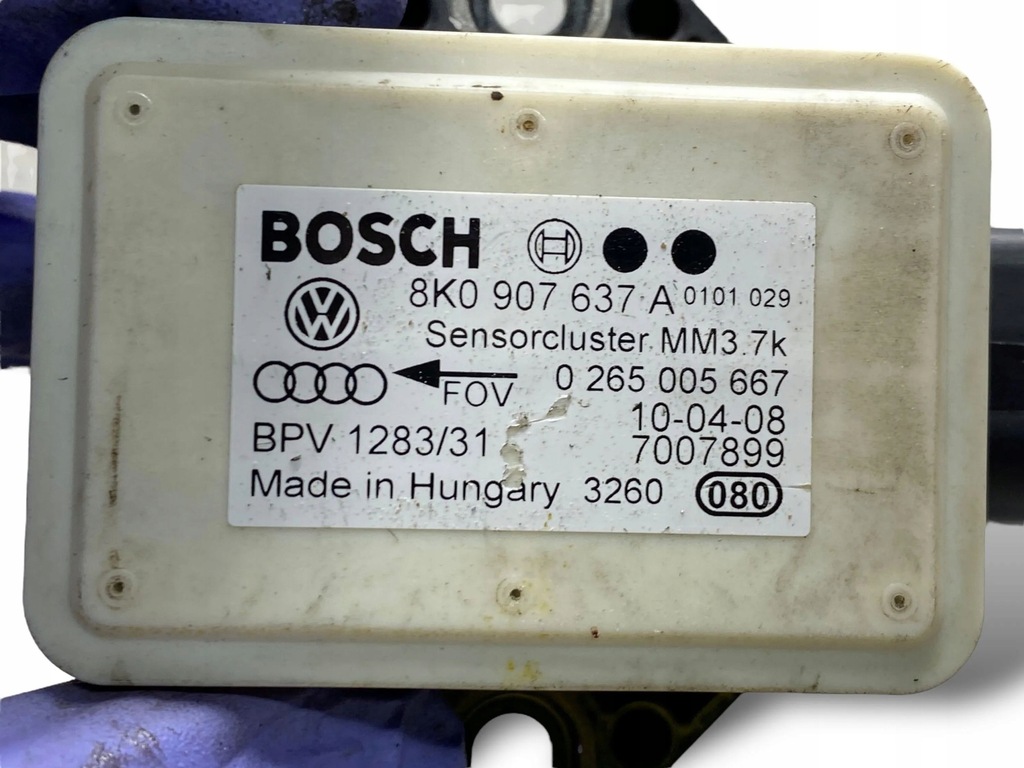 BOSCH
8K0 907 637 A 0101 029
Sensorcluster MM3.7k
FOV 0 265 005 667
10-04-08
BPV 1283/31 7007899
Made in Hungary 3260 080